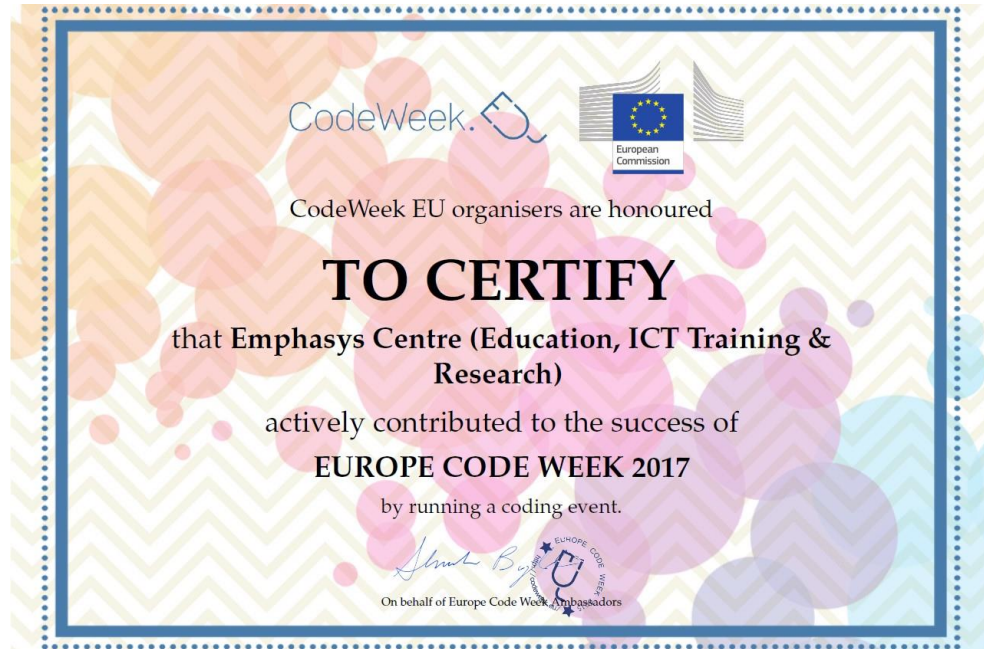 CodeWeek.EU
European
Commission
CodeWeek EU organisers are honoured
TO CERTIFY
that Emphasys Centre (Education, ICT Training &
Research)
actively contributed to the success of
EUROPE CODE WEEK 2017
by running a coding event.
EUROPE CODE WEEK
On behalf of Europe Code Week Ambassadors